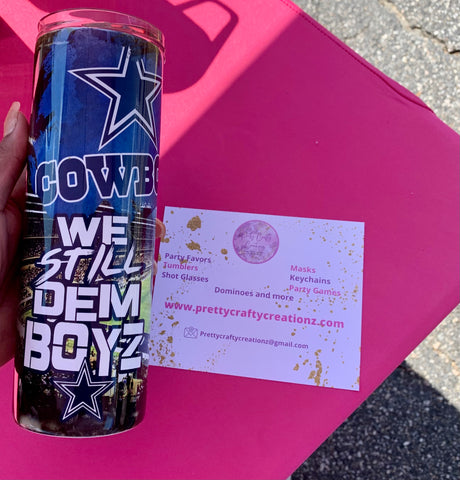 COWBO
WE
STILL
DEM
BOYZ
Party Favors
Tumblers
Shot Glasses
Masks
Keychains
Party Games
Dominoes and more
www.prettycraftycreationz.com
Prettycraftycreationz@gmail.com